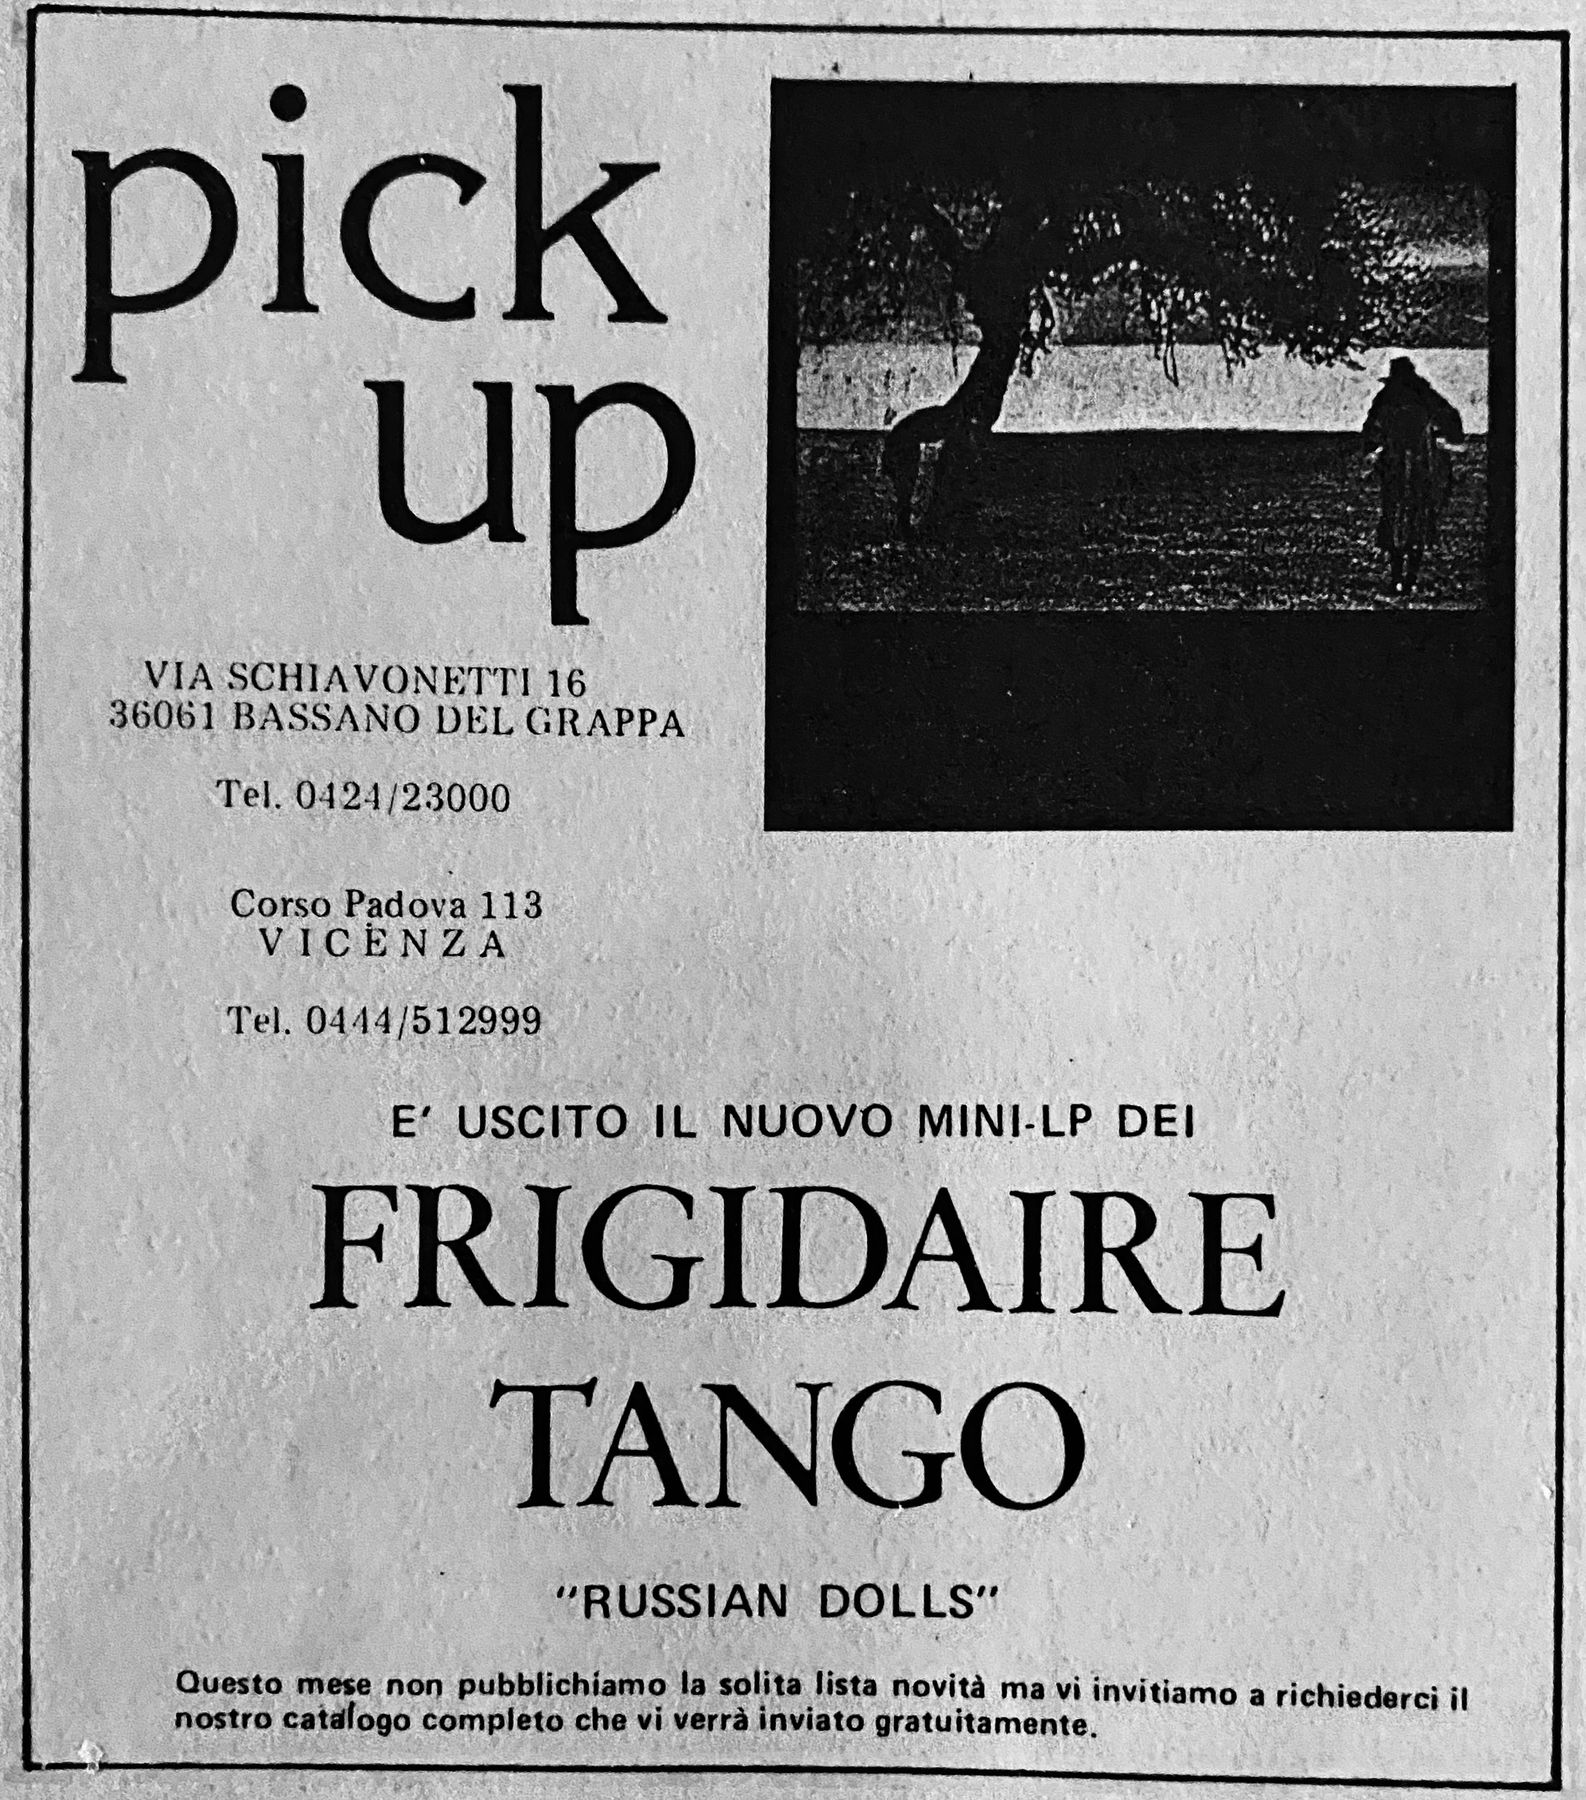 pick
up
VIA SCHIAVONETTI 16
36061 BASSANO DEL GRAPPA
Tel. 0424/23000
Corso Padova 113
VICENZA
Tel. 0444/512999
E' USCITO IL NUOVO MINI-LP DEI
FRIGIDAIRE
TANGO
"RUSSIAN DOLLS"
Questo mese non pubblichiamo la solita lista novità ma vi invitiamo a richiederci il
nostro catalogo completo che vi verrà inviato gratuitamente.